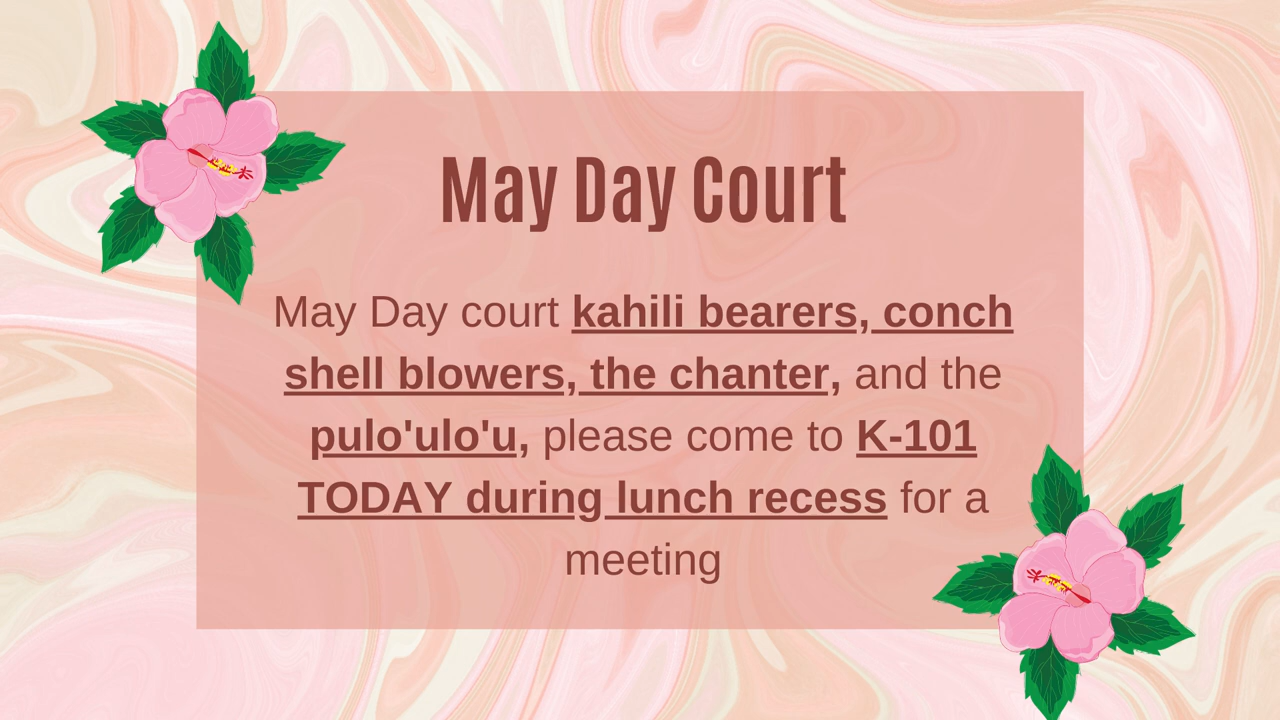 May Day Court
May Day court kahili bearers, conch
shell blowers, the chanter, and the
pulo'ulo'u, please come to K-101
TODAY during lunch recess for a
meeting